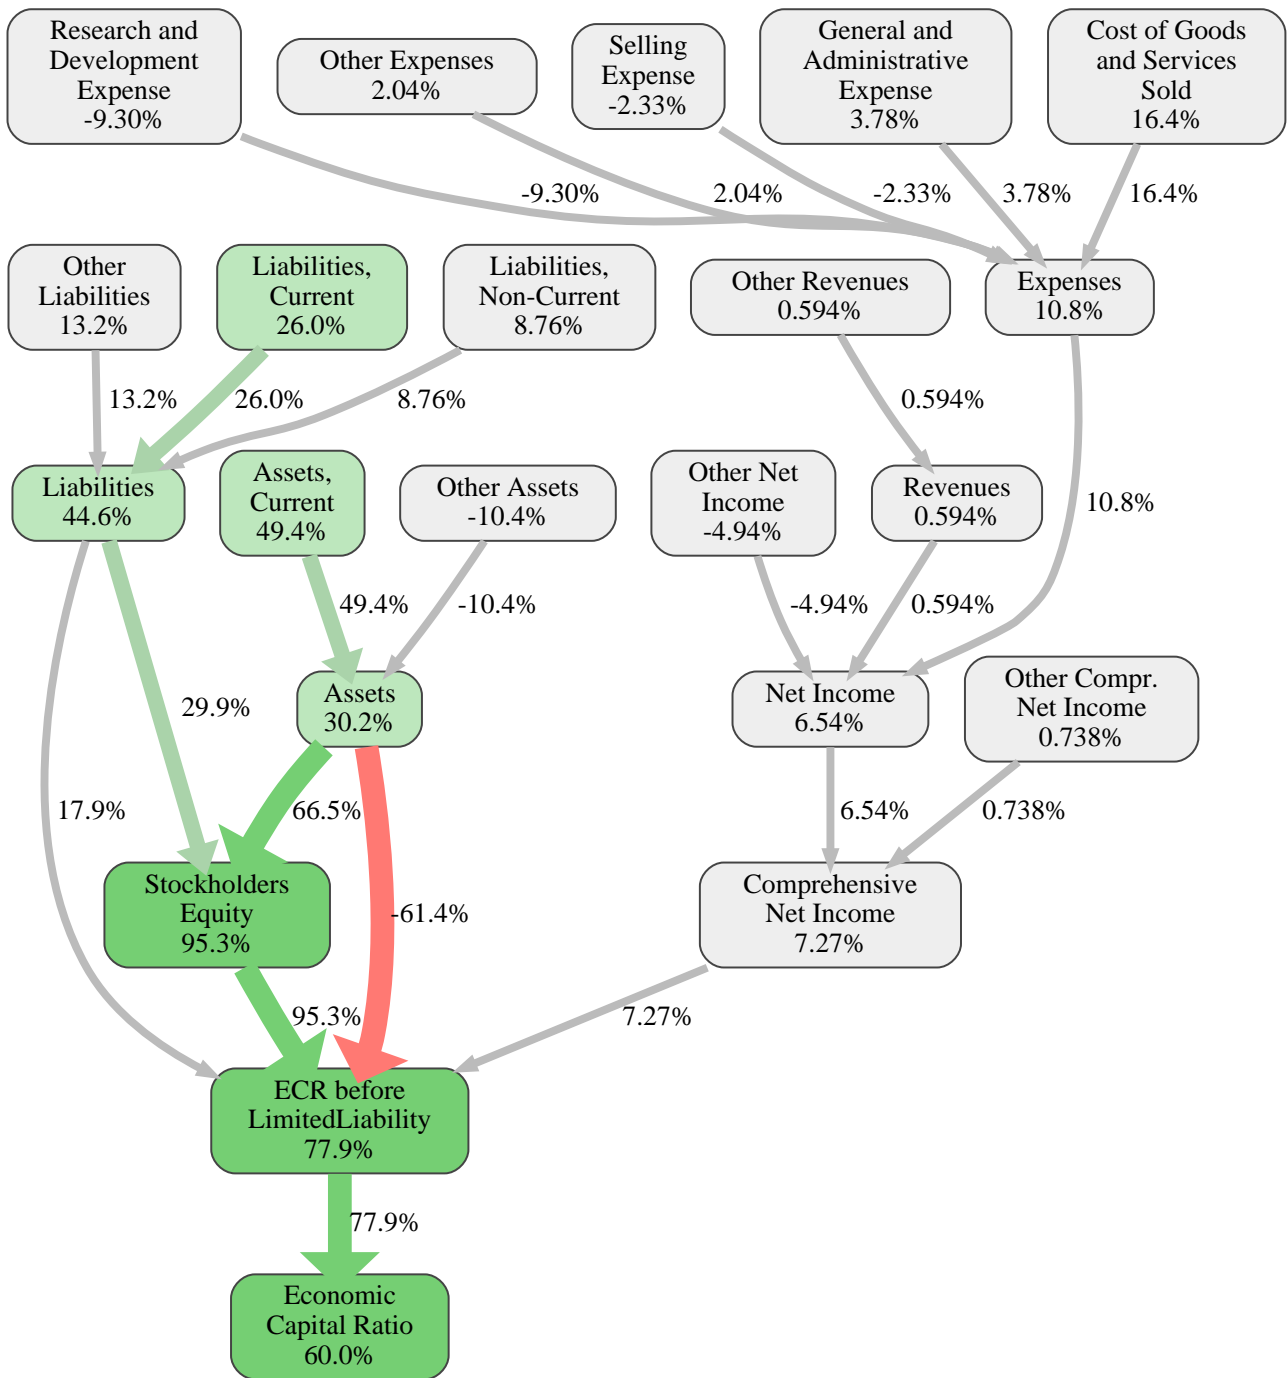 Research and
Development
Expense
-9.30%
Other Expenses
2.04%
Selling
Expense
-2.33%
General and
Administrative
Expense
3.78%
Cost of Goods
and Services
Sold
16.4%
-9.30%
2.04%
-2.33%
3.78%
16.4%
Other
Liabilities
13.2%
Liabilities,
Current
26.0%
Liabilities,
Non-Current
8.76%
Other Revenues
0.594%
Expenses
10.8%
13.2%
26.0%
8.76%
0.594%
Liabilities
44.6%
Assets,
Current
49.4%
Other Assets
-10.4%
Other Net
Income
-4.94%
Revenues
0.594%
10.8%
49.4%
-10.4%
-4.94%
0.594%
29.9%
Assets
30.2%
Net Income
6.54%
Other Compr.
Net Income
0.738%
17.9%
66.5%
-61.4%
6.54%
0.738%
Stockholders
Equity
95.3%
Comprehensive
Net Income
7.27%
95.3%
7.27%
ECR before
LimitedLiability
77.9%
77.9%
Economic
Capital Ratio
60.0%